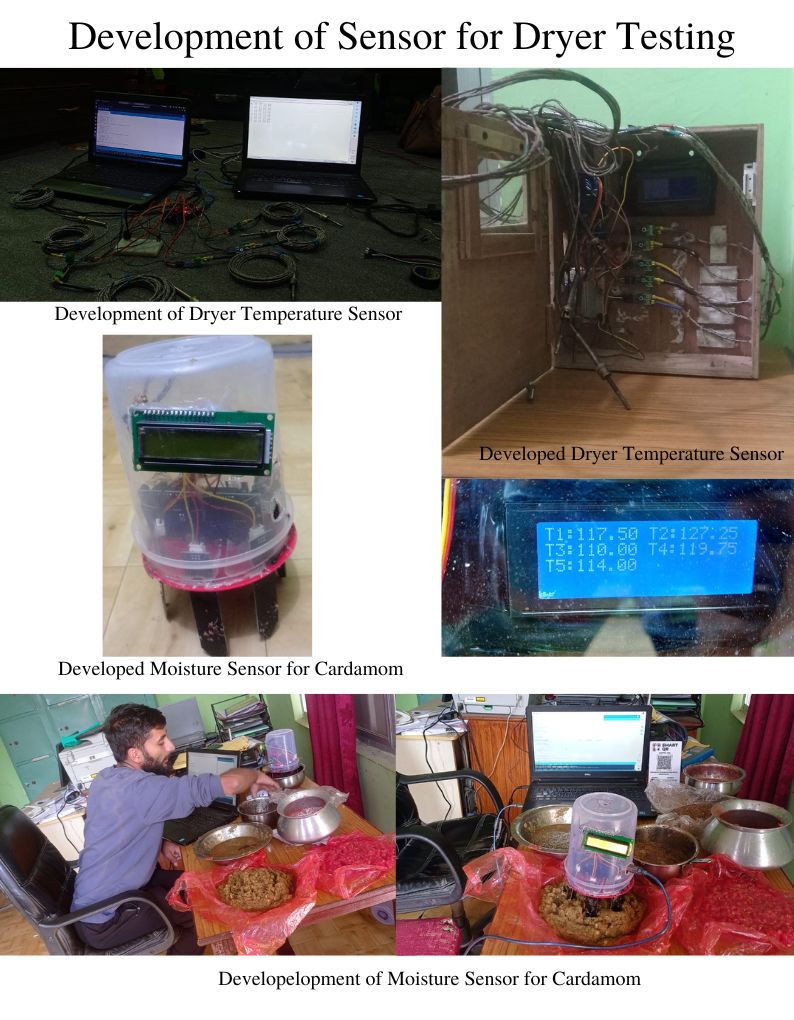 Development of Sensor for Dryer Testing
Development of Dryer Temperature Sensor
Developed Dryer Temperature Sensor
T1:117.50 T2:127.25
T3:110.00 T4:119.75
T5:114.00
Developed Moisture Sensor for Cardamom
SMART
QR
Developelopment of Moisture Sensor for Cardamom